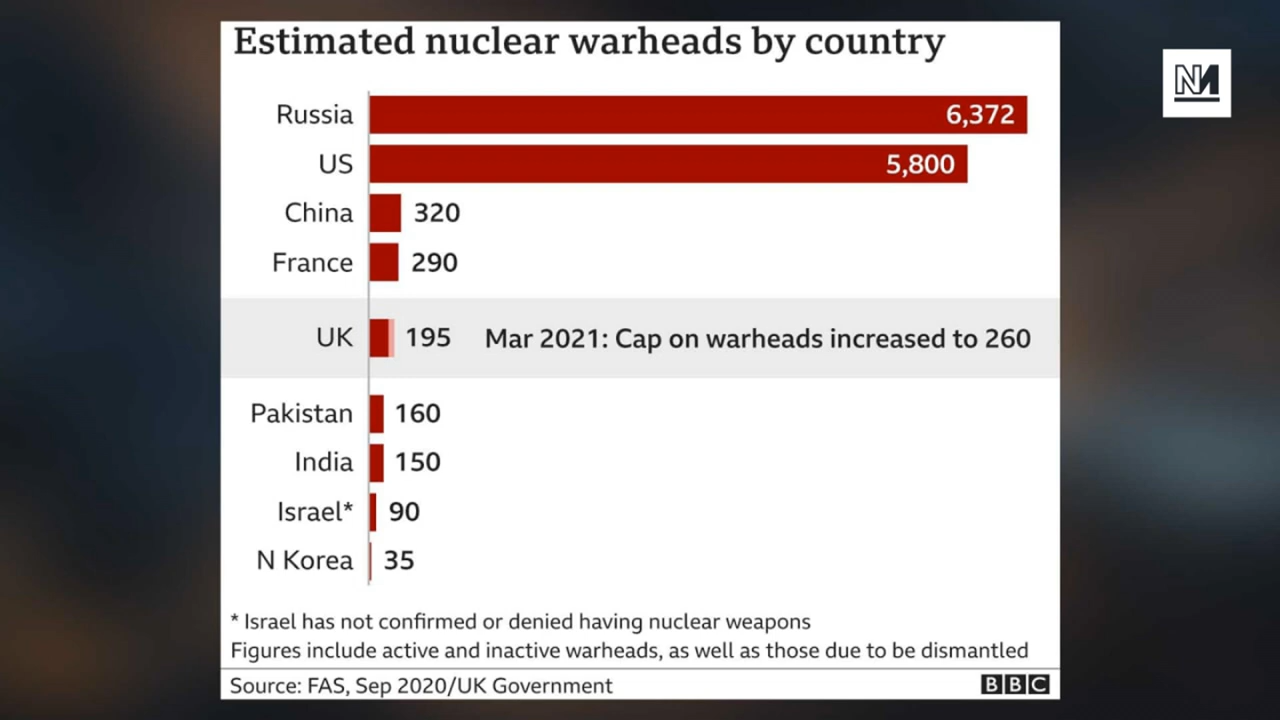 Estimated nuclear warheads by country
Russia 6,372
US 5,800
China 320
France 290
UK 195 Mar 2021: Cap on warheads increased to 260
Pakistan 160
India 150
Israel* 90
N Korea 35
* Israel has not confirmed or denied having nuclear weapons
Figures include active and inactive warheads, as well as those due to be dismantled
Source: FAS, Sep 2020/UK Government BBC
NM